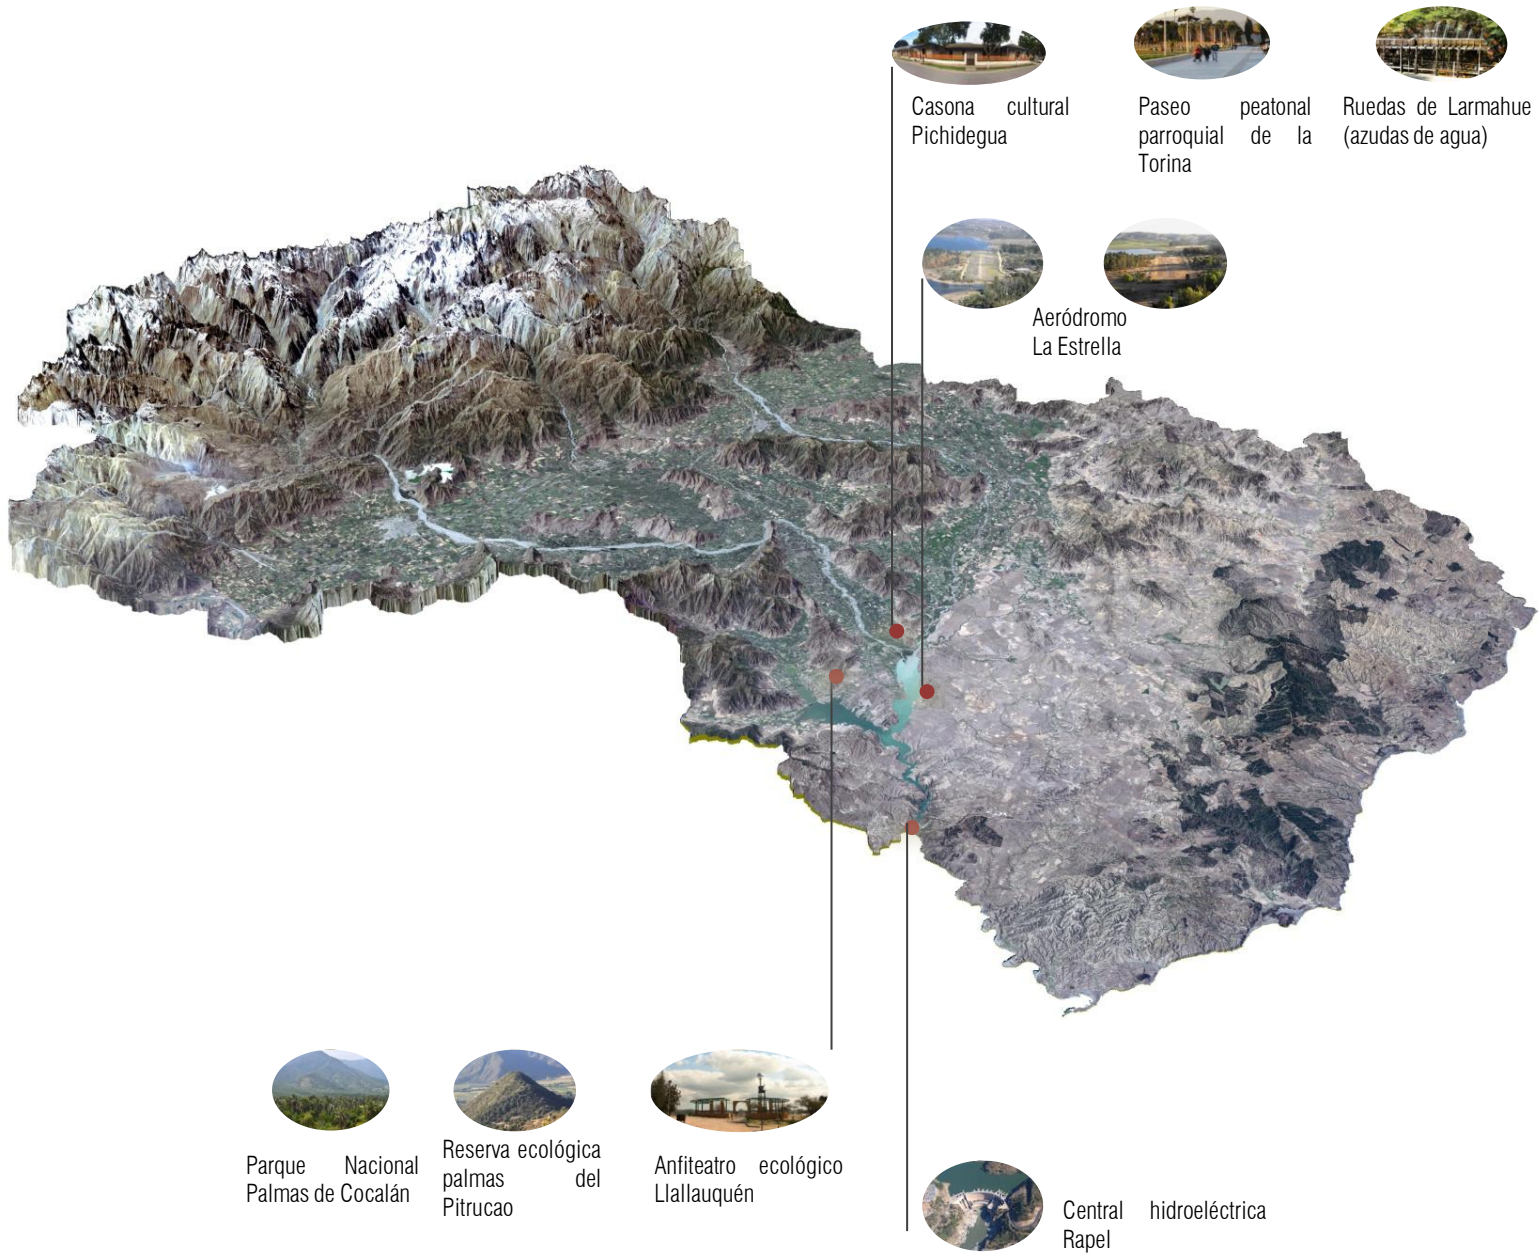 Casona cultural
Pichidegua
Paseo peatonal
parroquial de la
Torina
Ruedas de Larmahue
(azudas de agua)
Aeródromo
La Estrella
Parque Nacional
Palmas de Cocalán
Reserva ecológica
palmas del
Pitrucao
Anfiteatro ecológico
Llallauquén
Central hidroeléctrica
Rapel